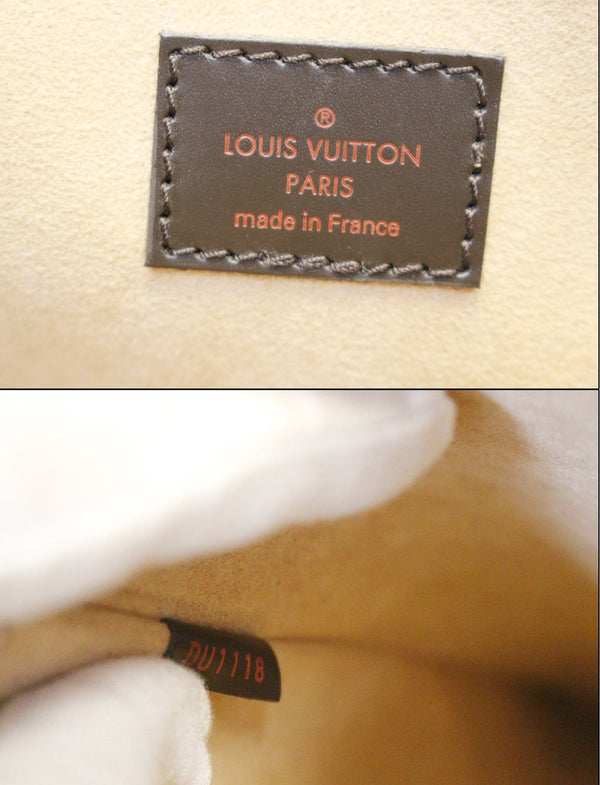 ®
LOUIS VUITTON
PARIS
made in France
DU1118